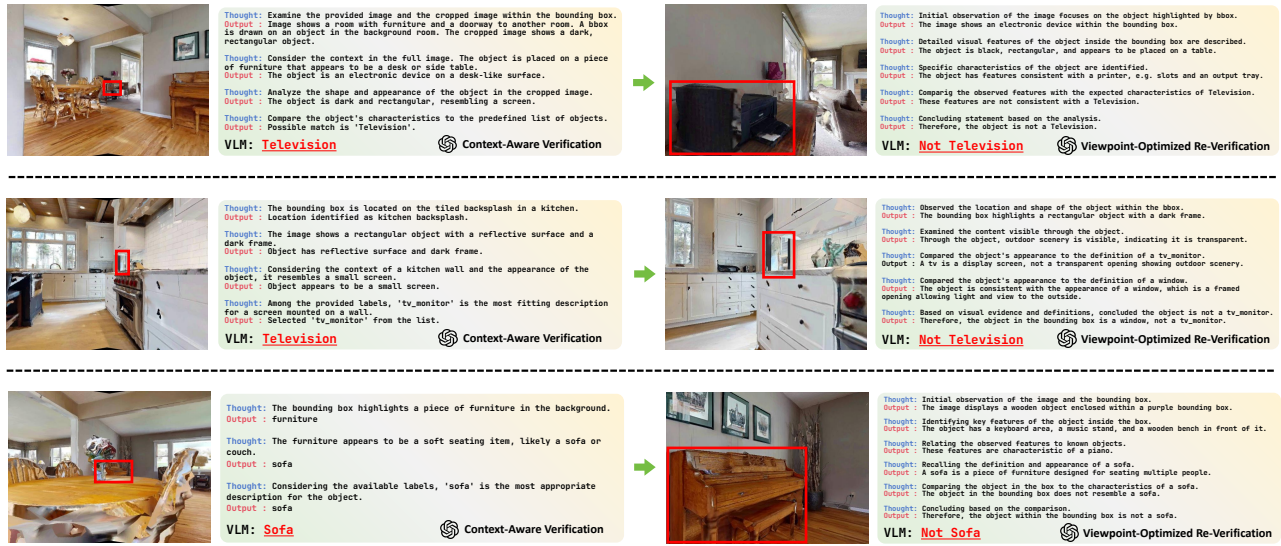 Thought: Examine the provided image and the cropped image within the bounding box.
Output : Image shows a room with furniture and a doorway to another room. A bbox
is drawn on an object in the background room. The cropped image shows a dark,
rectangular object.
Thought: Consider the context in the full image. The object is placed on a piece
of furniture that appears to be a desk or side table.
Output : The object is an electronic device on a desk-like surface.
Thought: Analyze the shape and appearance of the object in the cropped image.
Output : The object is dark and rectangular, resembling a screen.
Thought: Compare the object's characteristics to the predefined list of objects.
Output : Possible match is 'Television'.
VLM: Television
Context-Aware Verification
Thought: Initial observation of the image focuses on the object highlighted by bbox.
Output : The image shows an electronic device within the bounding box.
Thought: Detailed visual features of the object inside the bounding box are described.
Output : The object is black, rectangular, and appears to be placed on a table.
Thought: Specific characteristics of the object are identified.
Output : The object has features consistent with a printer, e.g. slots and an output tray.
Thought: Comparig the observed features with the expected characteristics of Television.
Output : These features are not consistent with a Television.
Thought: Concluding statement based on the analysis.
Output : Therefore, the object is not a Television.
VLM: Not Television
Viewpoint-Optimized Re-Verification
Thought: The bounding box is located on the tiled backsplash in a kitchen.
Output : Location identified as kitchen backsplash.
Thought: The image shows a rectangular object with a reflective surface and a
dark frame.
Output : Object has reflective surface and dark frame.
Thought: Considering the context of a kitchen wall and the appearance of the
object, it resembles a small screen.
Output : Object appears to be a small screen.
Thought: Among the provided labels, 'tv_monitor' is the most fitting description
for a screen mounted on a wall.
Output : Selected 'tv_monitor' from the list.
VLM: Television
Context-Aware Verification
Thought: Observed the location and shape of the object within the bbox.
Output : The bounding box highlights a rectangular object with a dark frame.
Thought: Examined the content visible through the object.
Output : Through the object, outdoor scenery is visible, indicating it is transparent.
Thought: Compared the object's appearance to the definition of a tv_monitor.
Output : A tv is a display screen, not a transparent opening showing outdoor scenery.
Thought: Compared the object's appearance to the definition of a window.
Output : The object is consistent with the appearance of a window, which is a framed
opening allowing light and view to the outside.
Thought: Based on visual evidence and definitions, concluded the object is not a tv_monitor.
Output : Therefore, the object in the bounding box is a window, not a tv_monitor.
VLM: Not Television
Viewpoint-Optimized Re-Verification
Thought: The bounding box highlights a piece of furniture in the background.
Output : furniture
Thought: The furniture appears to be a soft seating item, likely a sofa or
couch.
Output : sofa
Thought: Considering the available labels, 'sofa' is the most appropriate
description for the object.
Output : sofa
VLM: Sofa
Context-Aware Verification
Thought: Initial observation of the image and the bounding box.
Output : The image displays a wooden object enclosed within a purple bounding box.
Thought: Identifying key features of the object inside the box.
Output : The object has a keyboard area, a music stand, and a wooden bench in front of it.
Thought: Relating the observed features to known objects.
Output : These features are characteristic of a piano.
Thought: Recalling the definition and appearance of a sofa.
Output : A sofa is a piece of furniture designed for seating multiple people.
Thought: Comparing the object in the box to the characteristics of a sofa.
Output : The object in the bounding box does not resemble a sofa.
Thought: Concluding based on the comparison.
Output : Therefore, the object within the bounding box is not a sofa.
VLM: Not Sofa
Viewpoint-Optimized Re-Verification